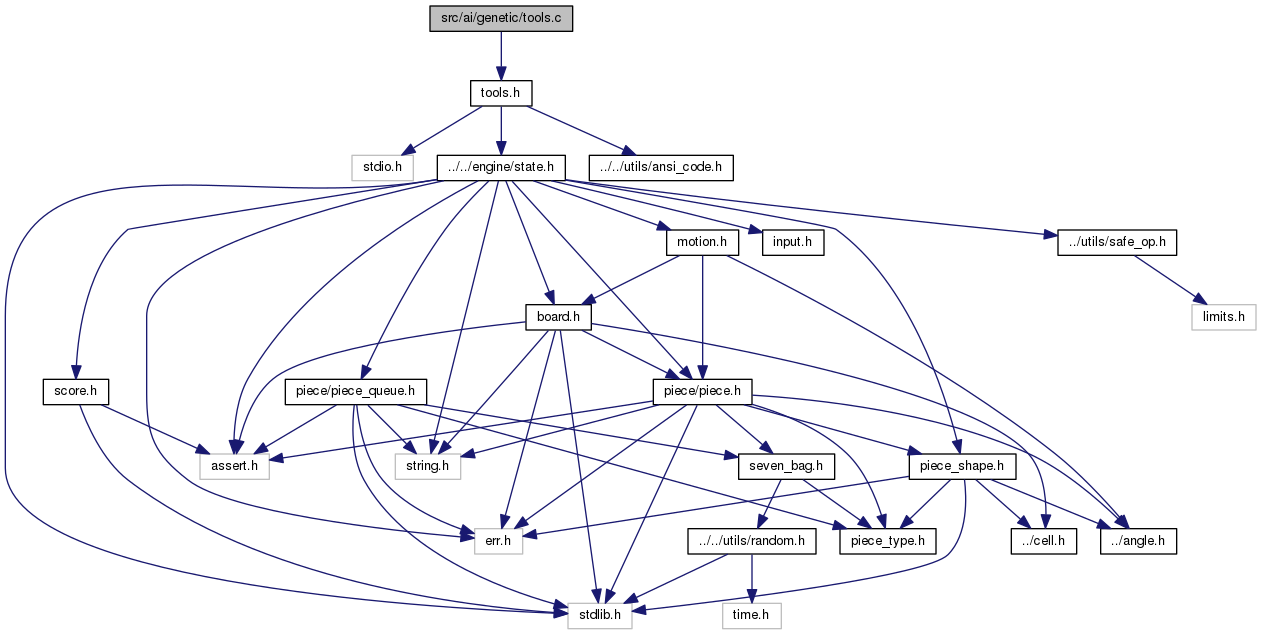 src/ai/genetic/tools.c
tools.h
stdio.h
../../engine/state.h
../../utils/ansi_code.h
motion.h
input.h
../utils/safe_op.h
board.h
limits.h
score.h
piece/piece_queue.h
piece/piece.h
assert.h
string.h
seven_bag.h
piece_shape.h
err.h
../../utils/random.h
piece_type.h
../cell.h
../angle.h
stdlib.h
time.h